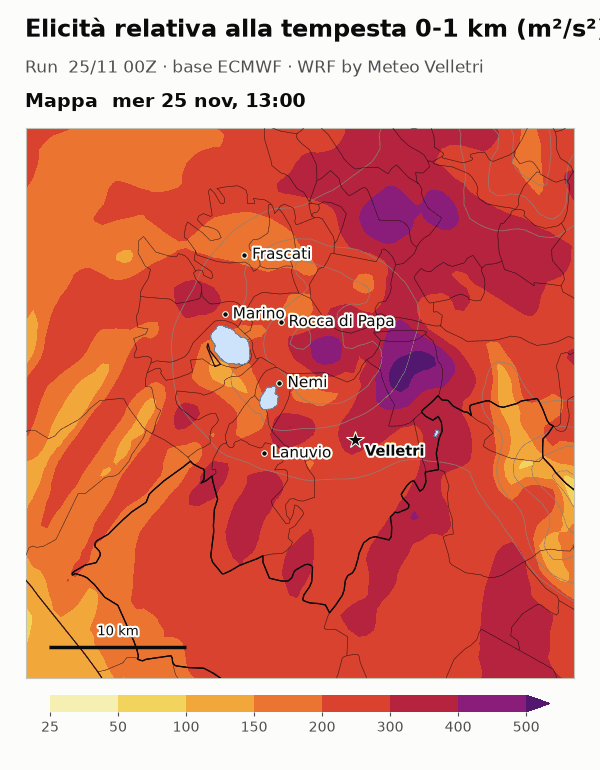 Elicità relativa alla tempesta 0-1 km (m²/s²)
Run 25/11 00Z · base ECMWF · WRF by Meteo Velletri
Mappa mer 25 nov, 13:00
Frascati
Marino
Rocca di Papa
Nemi
Velletri
Lanuvio
10 km
25 50 100 150 200 300 400 500